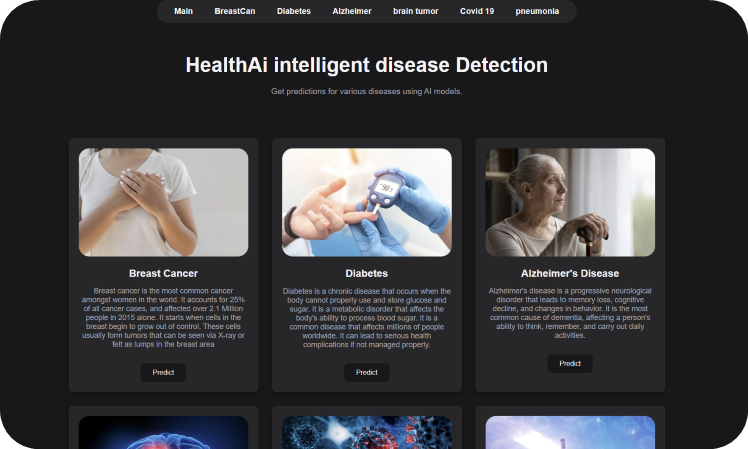 Main BreastCan Diabetes Alzheimer brain tumor Covid 19 pneumonia
HealthAi intelligent disease Detection
Get predictions for various diseases using AI models.
Breast Cancer
Breast cancer is the most common cancer
amongst women in the world. It accounts for 25%
of all cancer cases, and affected over 2.1 Million
people in 2015 alone. It starts when cells in the
breast begin to grow out of control. These cells
usually form tumors that can be seen via X-ray or
felt as lumps in the breast area
Predict
98
Diabetes
Diabetes is a chronic disease that occurs when the
body cannot properly use and store glucose and
sugar. It is a metabolic disorder that affects the
body's ability to process blood sugar. It is a
common disease that affects millions of people
worldwide. It can lead to serious health
complications if not managed properly.
Predict
Alzheimer's Disease
Alzheimer's disease is a progressive neurological
disorder that leads to memory loss, cognitive
decline, and changes in behavior. It is the most
common cause of dementia, affecting a person's
ability to think, remember, and carry out daily
activities.
Predict